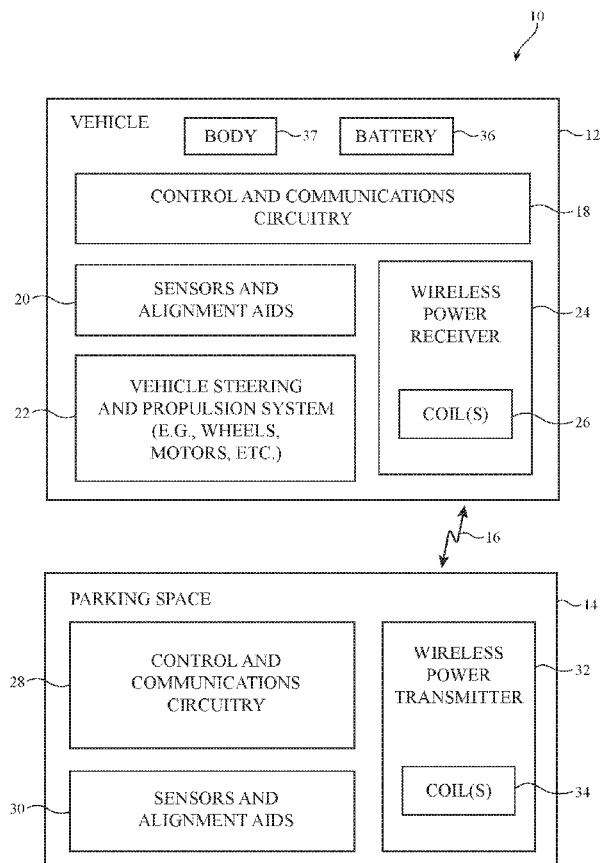 10
VEHICLE
BODY
37
BATTERY
36
12
CONTROL AND COMMUNICATIONS
CIRCUITRY
18
20
SENSORS AND
ALIGNMENT AIDS
WIRELESS
POWER
RECEIVER
24
22
VEHICLE STEERING
AND PROPULSION SYSTEM
(E.G., WHEELS,
MOTORS, ETC.)
COIL(S)
26
16
PARKING SPACE
14
28
CONTROL AND
COMMUNICATIONS
CIRCUITRY
WIRELESS
POWER
TRANSMITTER
32
30
SENSORS AND
ALIGNMENT AIDS
COIL(S)
34